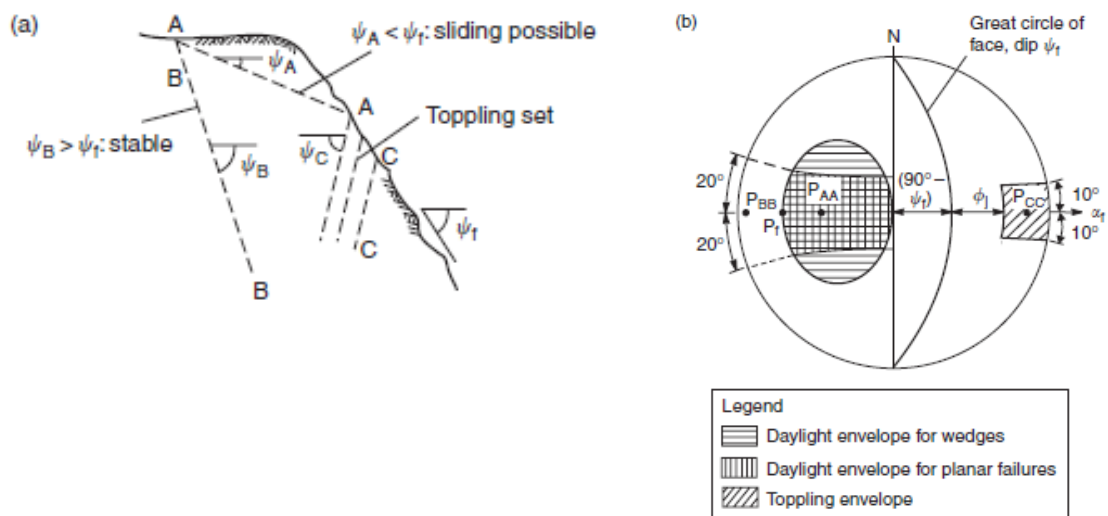 (a)
A
ψA < ψf: sliding possible
ψA
B
A
Toppling set
ψB > ψf: stable
ψC
ψB
C
ψf
C
B
(b)
Great circle of
face, dip ψf
N
20°
(90° –
ψf)
PAA
PBB
Pf
ϕj
PCC
10°
αf
10°
20°
Legend
Daylight envelope for wedges
Daylight envelope for planar failures
Toppling envelope